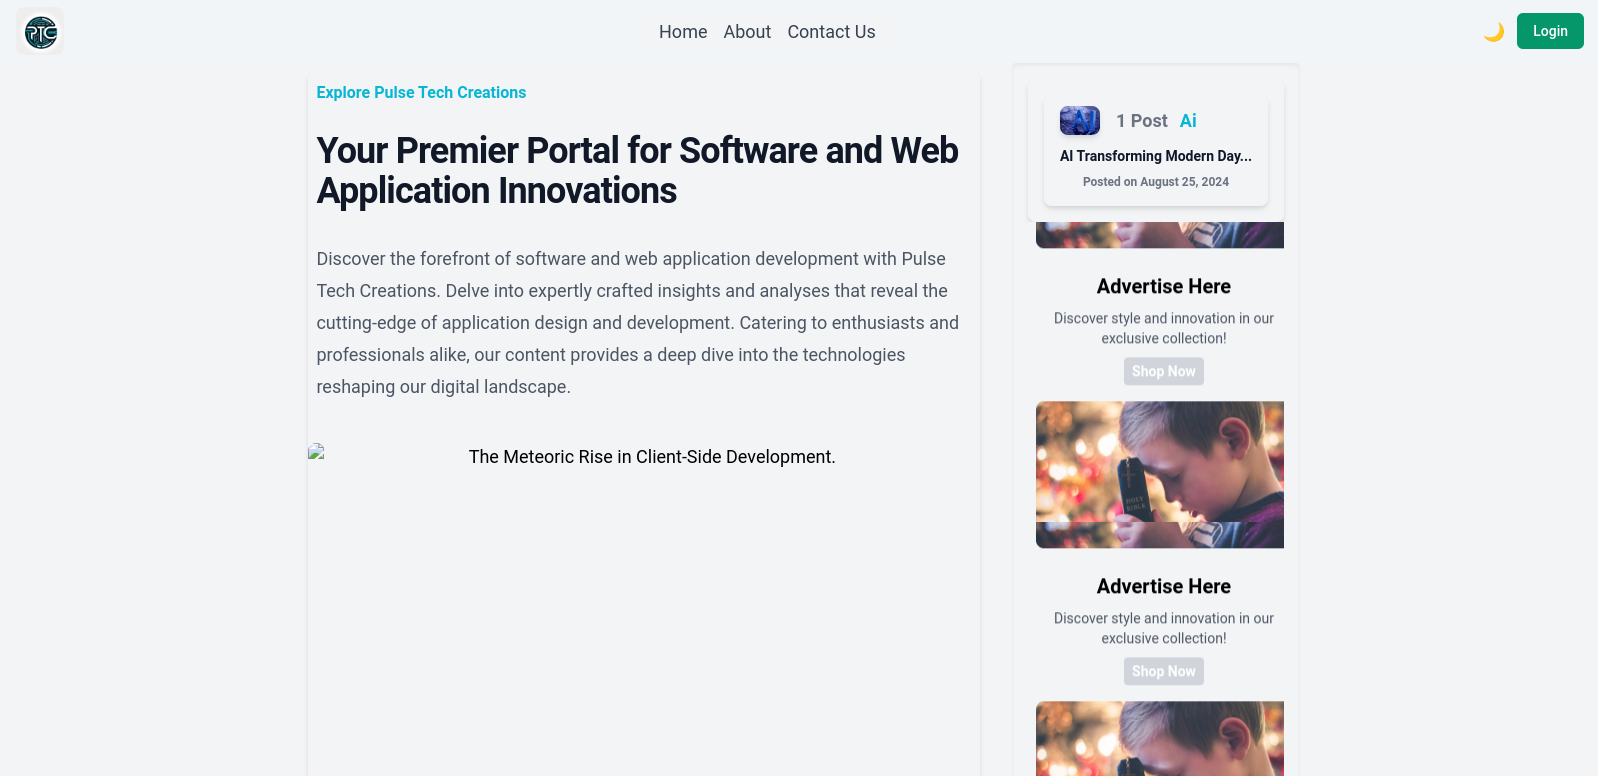 PTC
Home
About
Contact Us
Login
Explore Pulse Tech Creations
Your Premier Portal for Software and Web
Application Innovations
Discover the forefront of software and web application development with Pulse
Tech Creations. Delve into expertly crafted insights and analyses that reveal the
cutting-edge of application design and development. Catering to enthusiasts and
professionals alike, our content provides a deep dive into the technologies
reshaping our digital landscape.
The Meteoric Rise in Client-Side Development.
AI
1 Post Ai
AI Transforming Modern Day...
Posted on August 25, 2024
Advertise Here
Discover style and innovation in our
exclusive collection!
Shop Now
HOLY
BIBLE
Advertise Here
Discover style and innovation in our
exclusive collection!
Shop Now